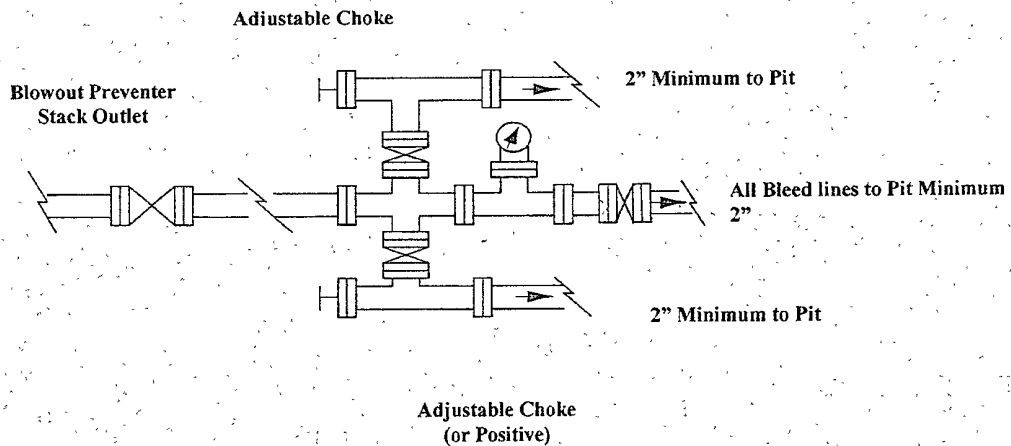 Adjustable Choke
2” Minimum to Pit
Blowout Preventer
Stack Outlet
All Bleed lines to Pit Minimum
2”
2” Minimum to Pit
Adjustable Choke
(or Positive)